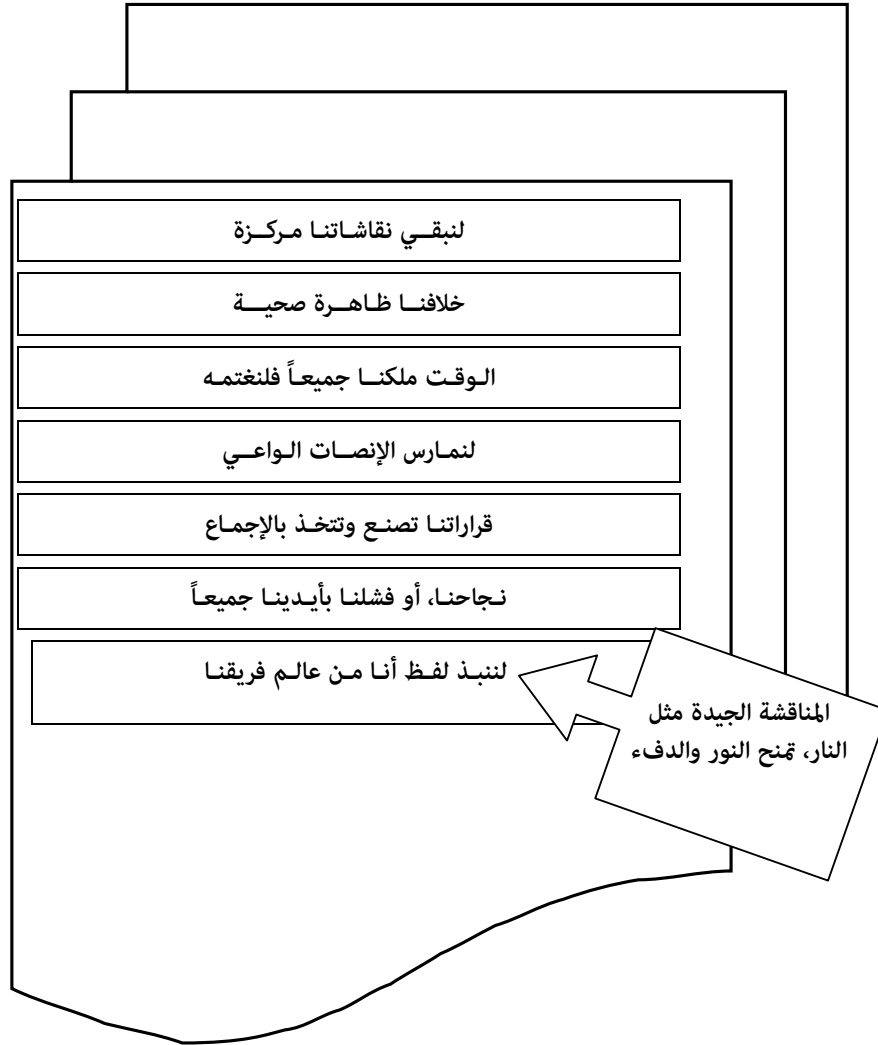 لنبقي نقاشاتنا مركزة
خلافنا ظاهرة صحية
الوقت ملكنا جميعاً فلنغتمه
لنمارس الإنصات الواعي
قراراتنا تصنع وتتخذ بالإجماع
نجاحنا، أو فشلنا بأيدينا جميعاً
لننبذ لفظ أنا من عالم فريقنا
المناقشة الجيدة مثل
النار، تمنح النور والدفء